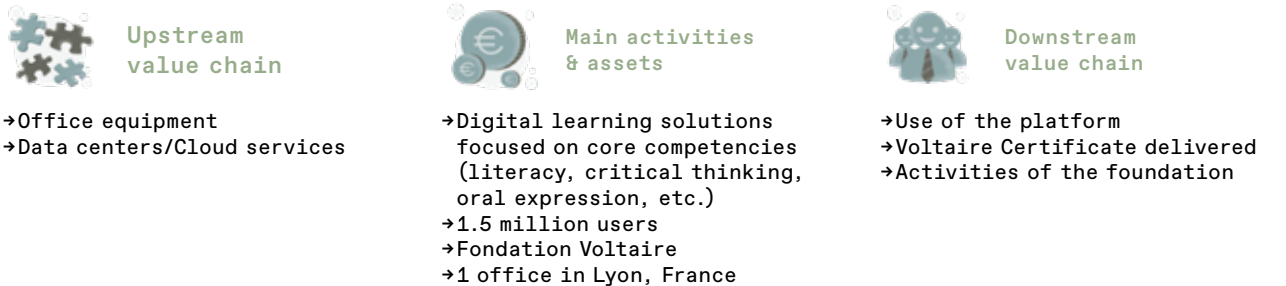 Upstream
value chain
→Office equipment
→Data centers/Cloud services
Main activities
& assets
→Digital learning solutions
focused on core competencies
(literacy, critical thinking,
oral expression, etc.)
→1.5 million users
→Fondation Voltaire
→1 office in Lyon, France
Downstream
value chain
→Use of the platform
→Voltaire Certificate delivered
→Activities of the foundation